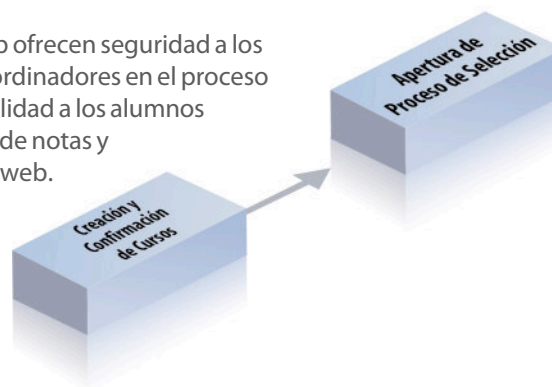 ofrecen seguridad a los
ordinadores en el proceso
lidad a los alumnos
de notas y
web.
Apertura de
Proceso de Selección
Creación y
Confirmación
de Cursos